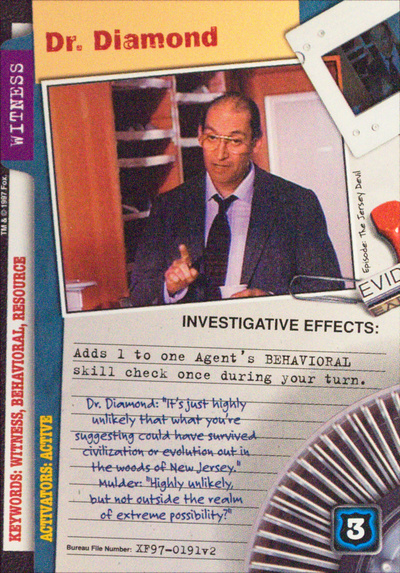 Dr. Diamond
WITNESS
TM & © 1997 Fox.
KEYWORDS: WITNESS, BEHAVIORAL, RESOURCE
ACTIVATORS: ACTIVE
Episode: The Jersey Devil
EVID
INVESTIGATIVE EFFECTS:
Adds 1 to one Agent's BEHAVIORAL
skill check once during your turn.
Dr. Diamond: "It's just highly
unlikely that what you're
suggesting could have survived
civilization or evolution out in
the woods of New Jersey."
Mulder: "Highly unlikely,
but not outside the realm
of extreme possibility?"
3
Bureau File Number: XF97-0191v2